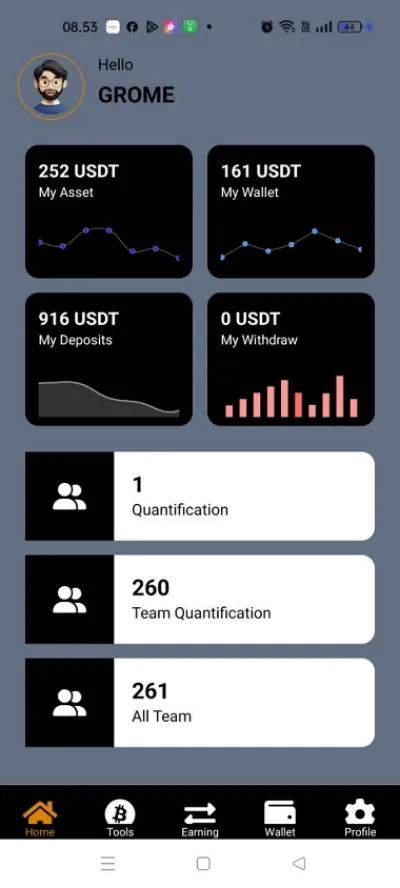 08.53
44
Hello
GROME
252 USDT
My Asset
161 USDT
My Wallet
916 USDT
My Deposits
0 USDT
My Withdraw
1
Quantification
260
Team Quantification
261
All Team
Home
Tools
Earning
Wallet
Profile